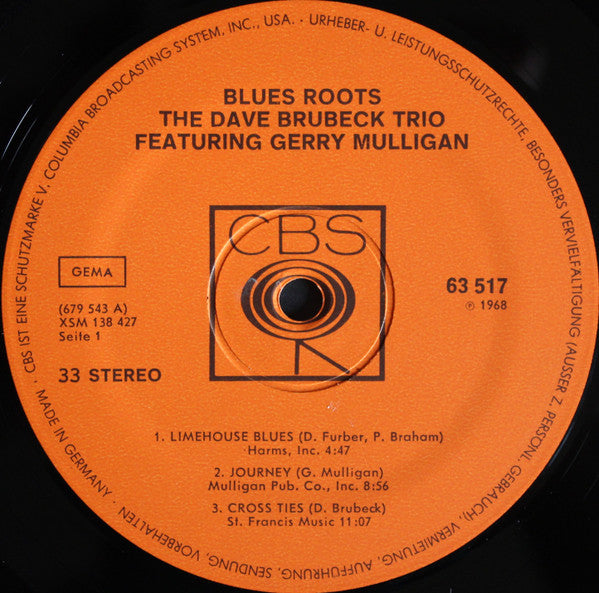 BLUES ROOTS
THE DAVE BRUBECK TRIO
FEATURING GERRY MULLIGAN
CBS
GEMA
(679 543 A)
XSM 138 427
Seite 1
33 STEREO
63 517
℗ 1968
1. LIMEHOUSE BLUES (D. Furber, P. Braham)
Harms, Inc. 4:47
2. JOURNEY (G. Mulligan)
Mulligan Pub. Co., Inc. 8:56
3. CROSS TIES (D. Brubeck)
St. Francis Music 11:07
· MADE IN GERMANY · CBS IST EINE SCHUTZMARKE V. COLUMBIA BROADCASTING SYSTEM, INC., USA. · URHEBER- U. LEISTUNGSSCHUTZRECHTE, BESONDERS VERVIELFÄLTIGUNG (AUSSER Z. PERSONL. GEBRAUCH), VERMIETUNG, AUFFÜHRUNG, SENDUNG, VORBEHALTEN